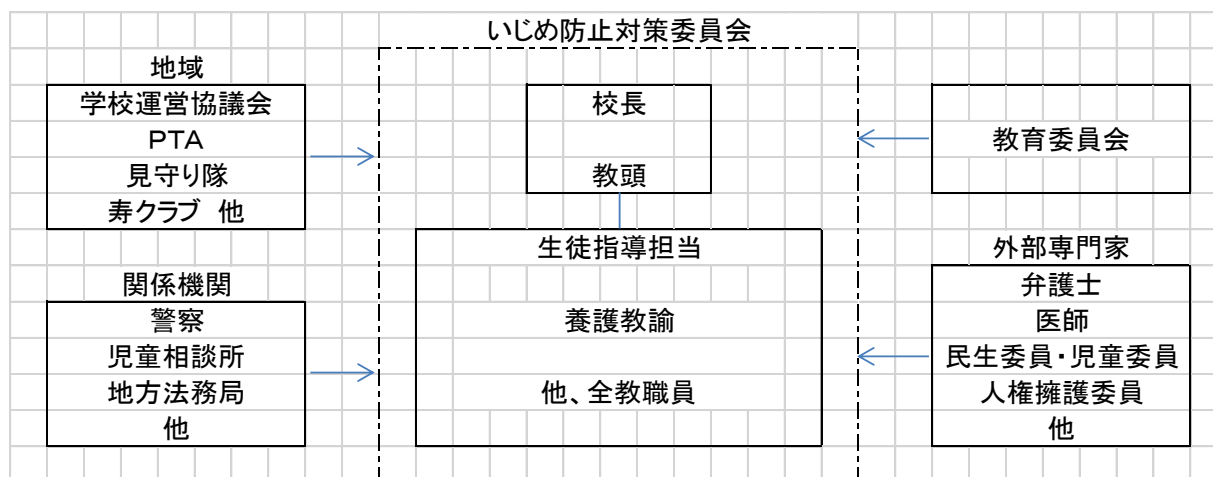 いじめ防止対策委員会
地域
学校運営協議会
PTA
見守り隊
寿クラブ 他
関係機関
警察
児童相談所
地方法務局
他
校長
教頭
生徒指導担当
養護教諭
他、全教職員
教育委員会
外部専門家
弁護士
医師
民生委員・児童委員
人権擁護委員
他